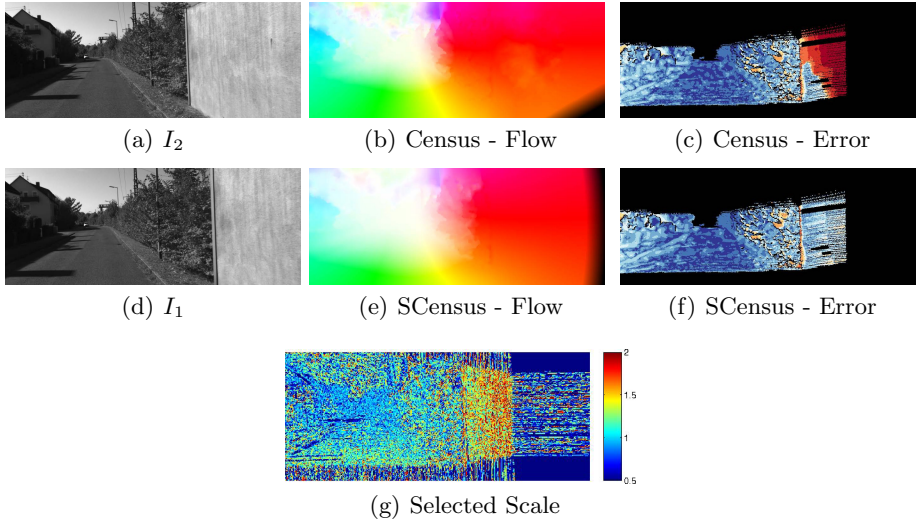 (a) I2
(b) Census - Flow
(c) Census - Error
(d) I1
(e) SCensus - Flow
(f) SCensus - Error
2
1.5
1
0.5
(g) Selected Scale